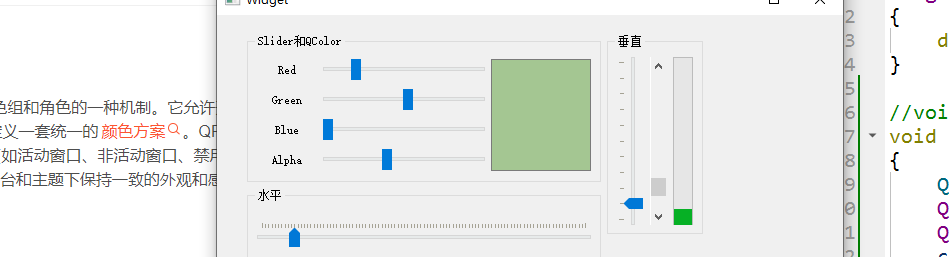 Widget
Slider和QColor
Red
Green
Blue
Alpha
垂直
水平
色组和角色的一种机制。它允许
定义一套统一的 颜色方案 。QP
如活动窗口、非活动窗口、禁用
台和主题下保持一致的外观和感
2 {
3 d
4 }
5
6 //voi
7 void
8 {
9 Q
0 Q
1 Q
2